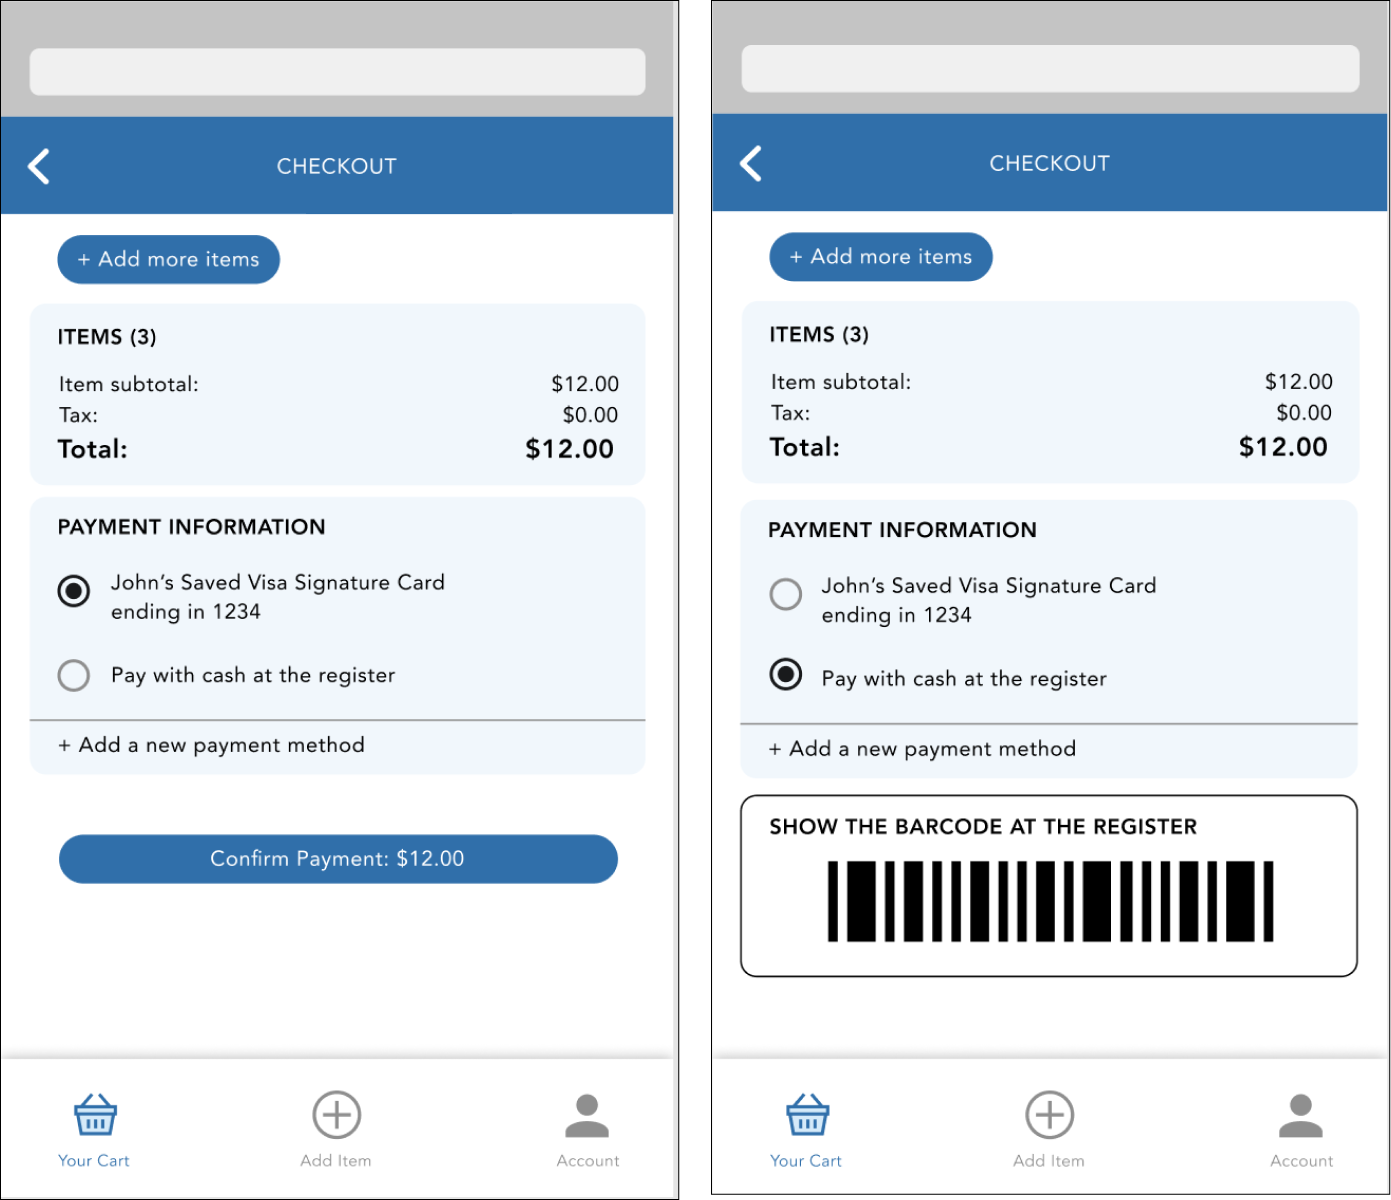 CHECKOUT
+ Add more items
ITEMS (3)
Item subtotal: $12.00
Tax: $0.00
Total: $12.00
PAYMENT INFORMATION
John’s Saved Visa Signature Card
ending in 1234
Pay with cash at the register
+ Add a new payment method
Confirm Payment: $12.00
Your Cart
Add Item
Account
CHECKOUT
+ Add more items
ITEMS (3)
Item subtotal: $12.00
Tax: $0.00
Total: $12.00
PAYMENT INFORMATION
John’s Saved Visa Signature Card
ending in 1234
Pay with cash at the register
+ Add a new payment method
SHOW THE BARCODE AT THE REGISTER
Your Cart
Add Item
Account